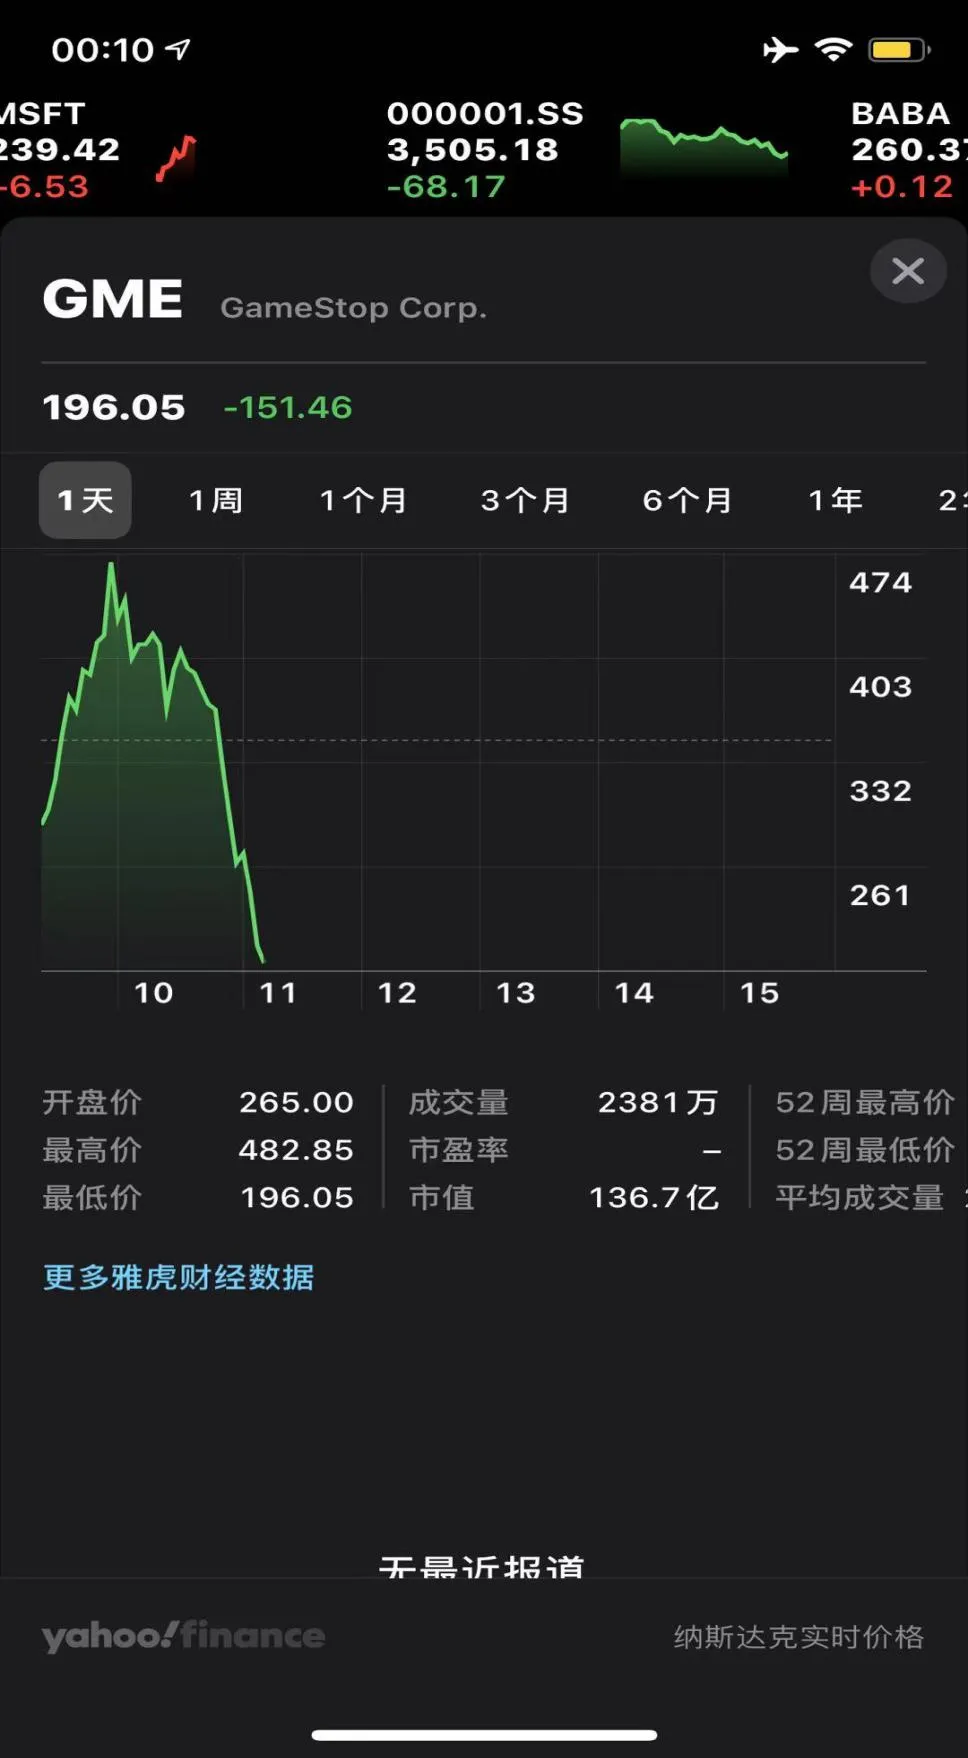 00:10
MSFT 000001.SS BABA
239.42 3,505.18 260.37
-6.53 -68.17 +0.12
GME GameStop Corp.
196.05 -151.46
1天 1周 1个月 3个月 6个月 1年 2年
474
403
332
261
10 11 12 13 14 15
开盘价 265.00 成交量 2381万 52周最高价
最高价 482.85 市盈率 – 52周最低价
最低价 196.05 市值 136.7亿 平均成交量
更多雅虎财经数据
无最近报道
yahoo!finance 纳斯达克实时价格